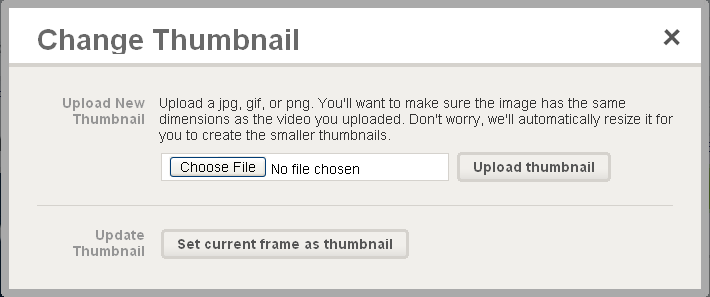 Change Thumbnail
Upload New
Thumbnail
Upload a jpg, gif, or png. You'll want to make sure the image has the same
dimensions as the video you uploaded. Don't worry, we'll automatically resize it for
you to create the smaller thumbnails.
Choose File No file chosen Upload thumbnail
Update
Thumbnail
Set current frame as thumbnail